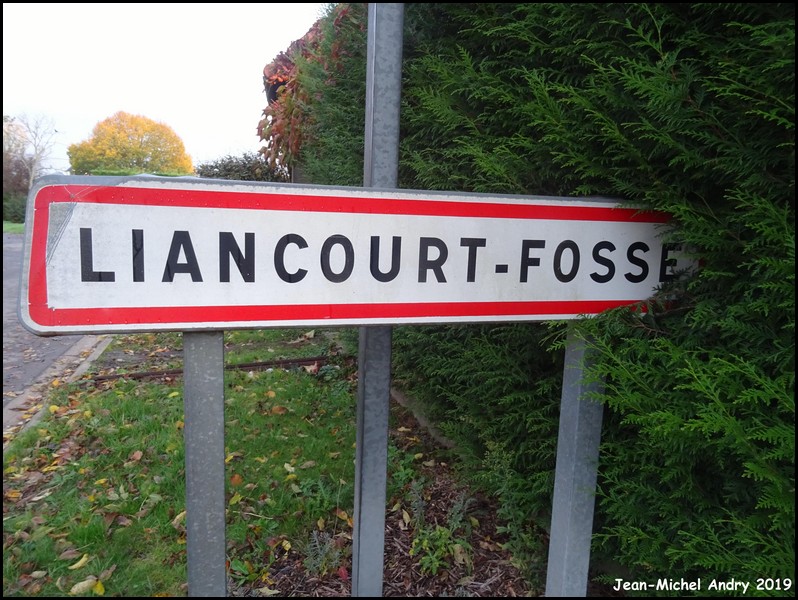 LIANCOURT-FOSSE
Jean-Michel Andry 2019